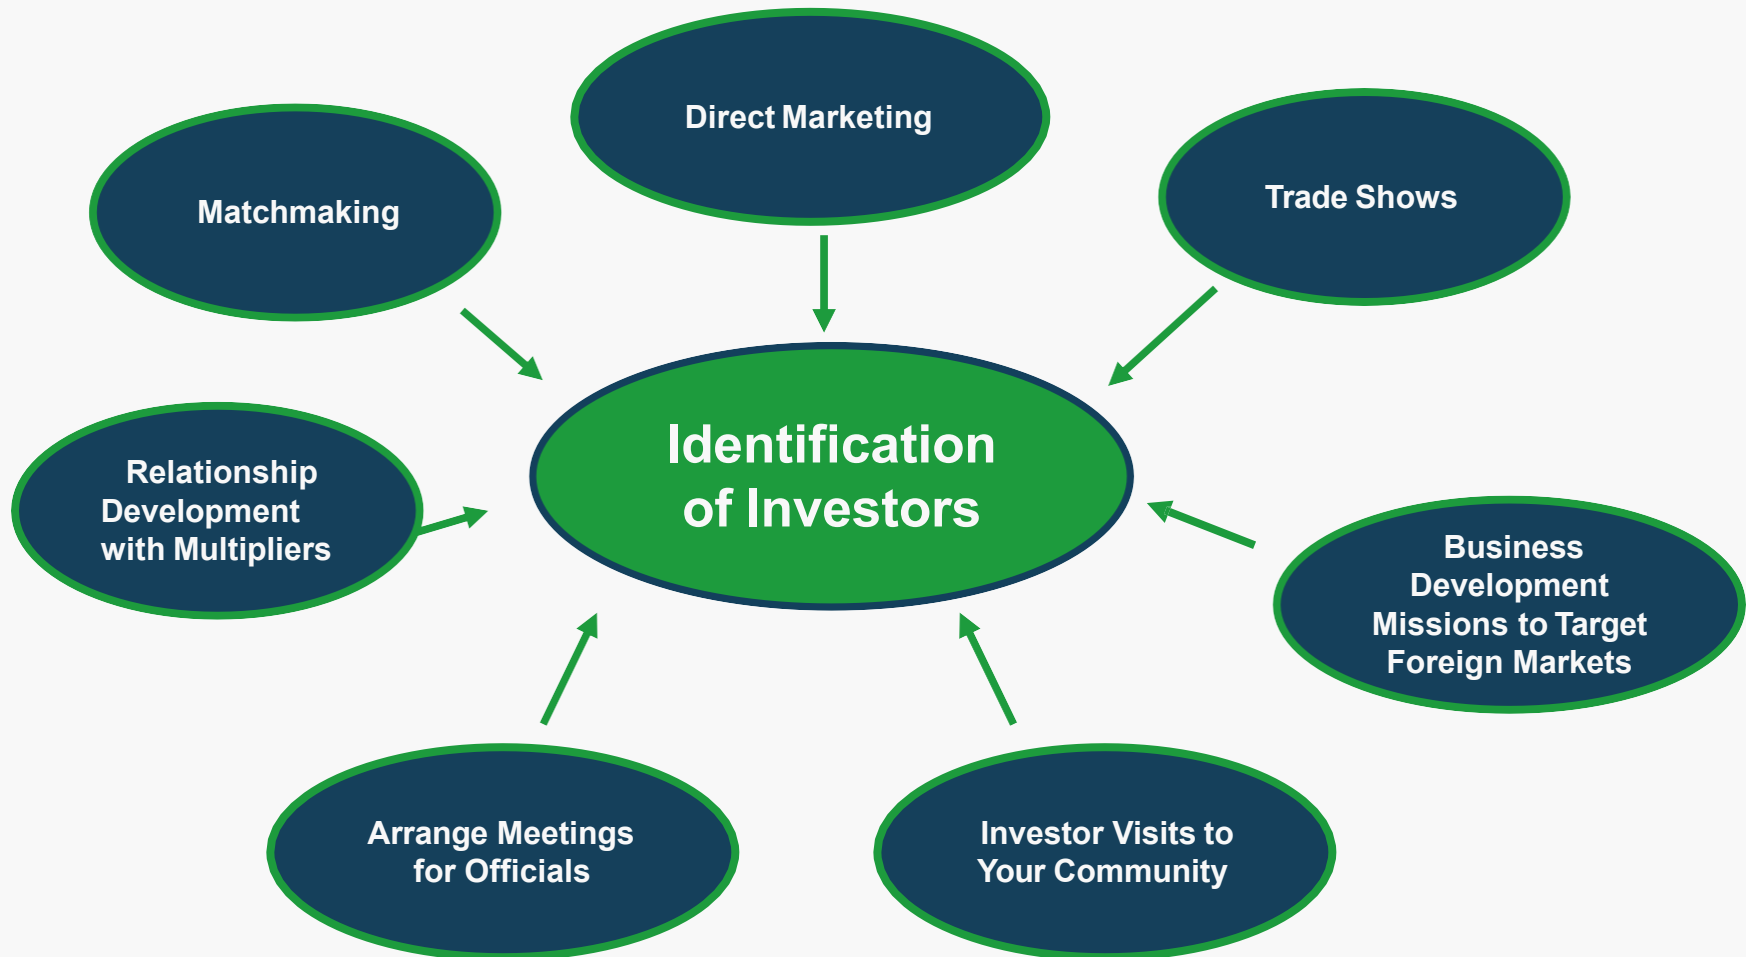 Direct Marketing
Matchmaking
Trade Shows
Identification
of Investors
Relationship
Development
with Multipliers
Business
Development
Missions to Target
Foreign Markets
Arrange Meetings
for Officials
Investor Visits to
Your Community